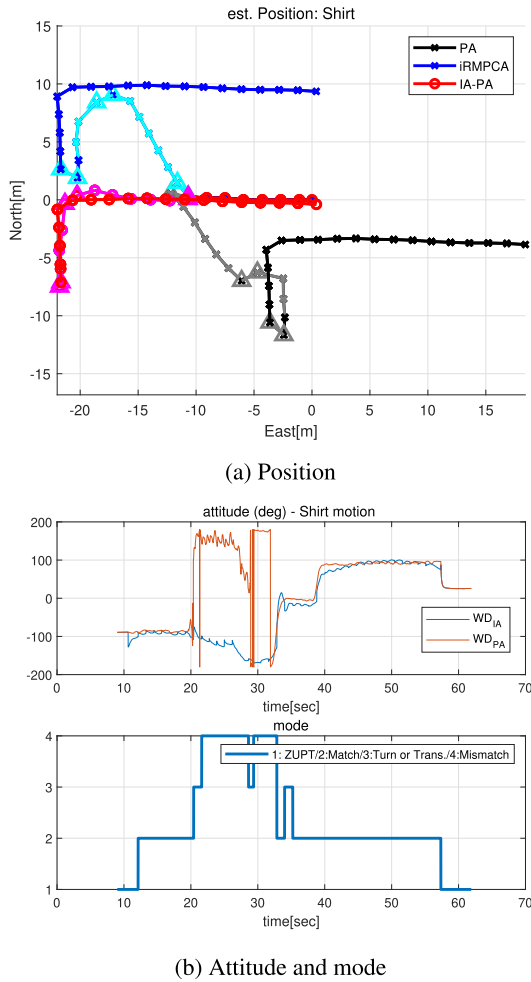 est. Position: Shirt
15
10
5
0
-5
-10
-15
North[m]
PA
iRMPCA
IA-PA
-20 -15 -10 -5 0 5 10 15
East[m]
(a) Position
attitude (deg) - Shirt motion
200
100
0
-100
-200
WD_IA
WD_PA
0 10 20 30 40 50 60 70
time[sec]
mode
4
3
2
1
1: ZUPT/2:Match/3:Turn or Trans./4:Mismatch
0 10 20 30 40 50 60 70
time[sec]
(b) Attitude and mode